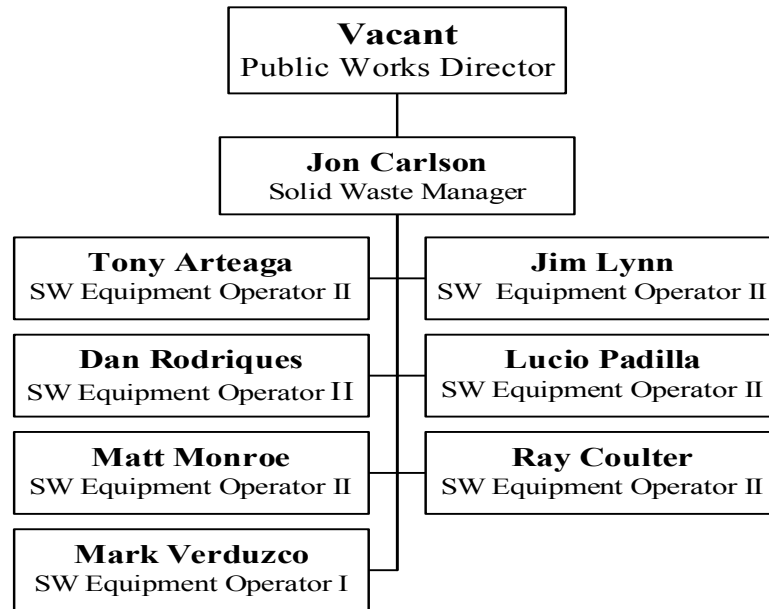 Vacant
Public Works Director
Jon Carlson
Solid Waste Manager
Tony Arteaga
SW Equipment Operator II
Jim Lynn
SW Equipment Operator II
Dan Rodriques
SW Equipment Operator II
Lucio Padilla
SW Equipment Operator II
Matt Monroe
SW Equipment Operator II
Ray Coulter
SW Equipment Operator II
Mark Verduzco
SW Equipment Operator I